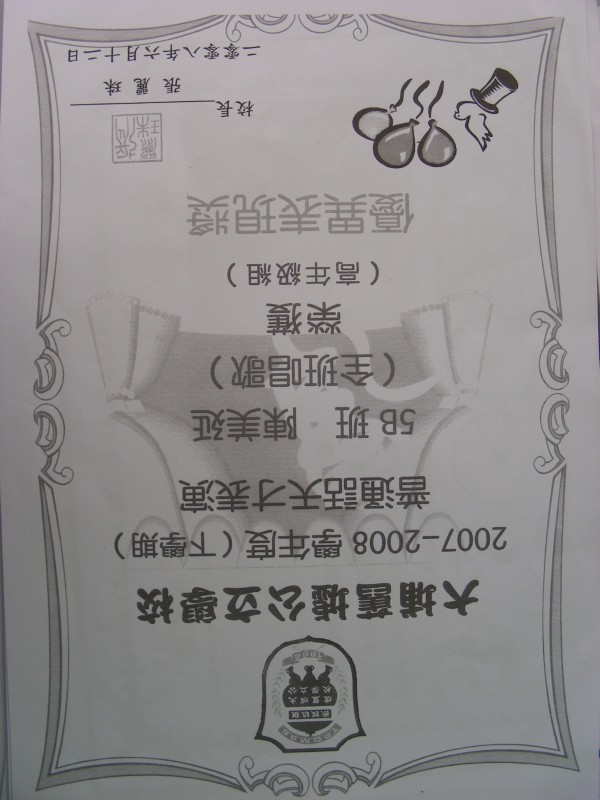 大埔舊墟公立學校
2007-2008 學年度（下學期）
普通話天才表演
5B 班　陳美延
（全班唱歌）
榮獲
（高年級組）
優異表現獎
校長
張 麗 珠
二零零八年六月十二日